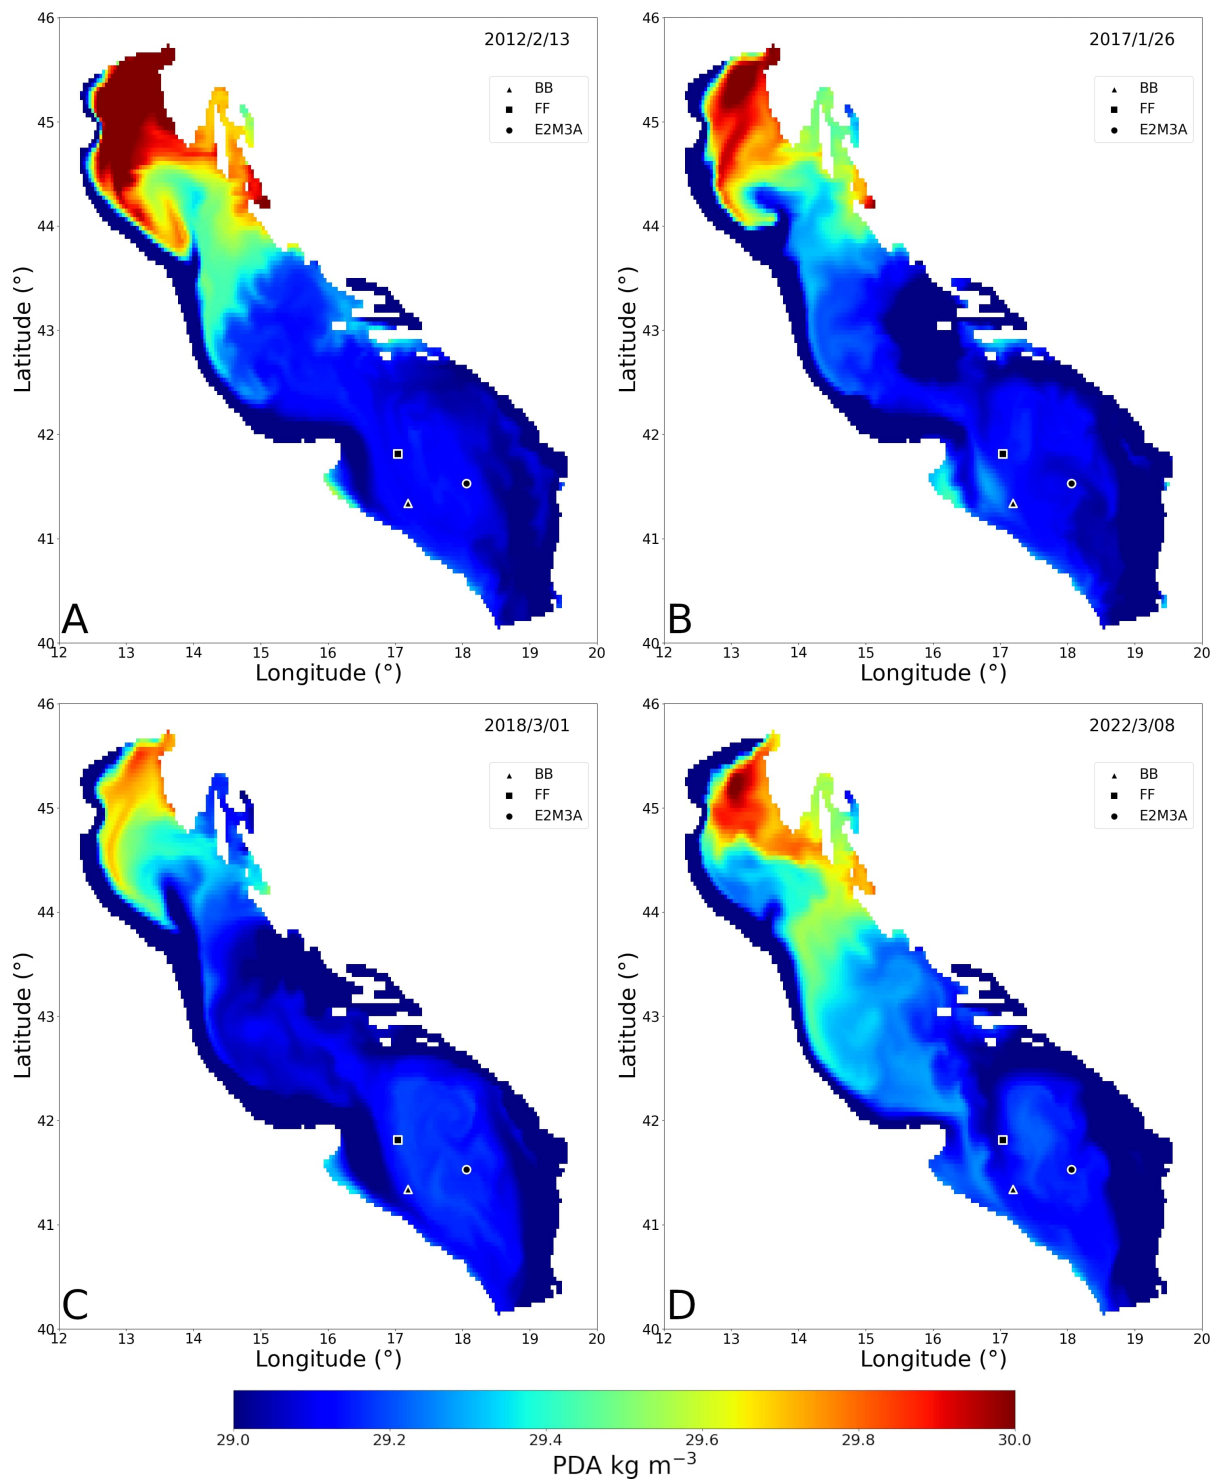 46
45
44
43
42
41
40
12 13 14 15 16 17 18 19 20
Latitude (°)
Longitude (°)
2012/2/13
BB
FF
E2M3A
A
46
45
44
43
42
41
40
12 13 14 15 16 17 18 19 20
Latitude (°)
Longitude (°)
2017/1/26
BB
FF
E2M3A
B
46
45
44
43
42
41
40
12 13 14 15 16 17 18 19 20
Latitude (°)
Longitude (°)
2018/3/01
BB
FF
E2M3A
C
46
45
44
43
42
41
40
12 13 14 15 16 17 18 19 20
Latitude (°)
Longitude (°)
2022/3/08
BB
FF
E2M3A
D
29.0 29.2 29.4 29.6 29.8 30.0
PDA kg m⁻³